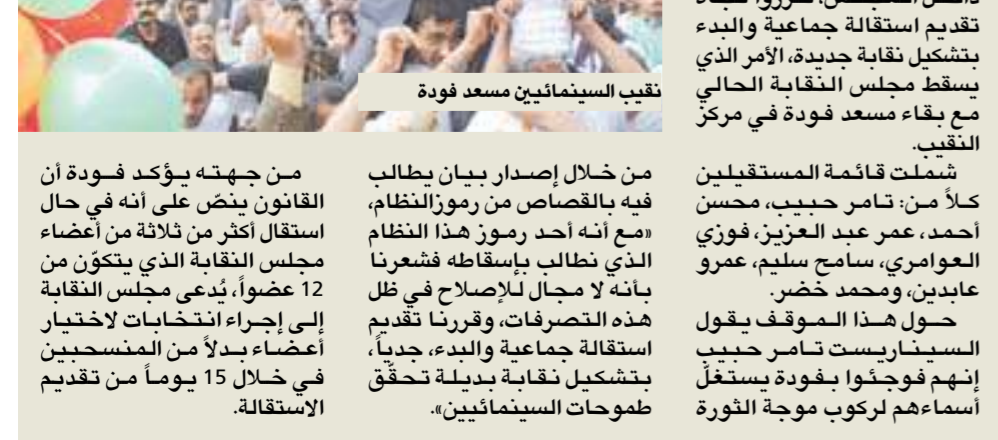 تقديم استقالة جماعية والبدء
بتشكيل نقابة جديدة، الأمر الذي
يسقط مجلس النقابة الحالي
مع بقاء مسعد فودة في مركز
النقيب.
شملت قائمة المستقيلين
كلاً من: تامر حبيب، محسن
أحمد، عمر عبد العزيز، فوزي
العوامري، سامح سليم، عمرو
عابدين، ومحمد خضر.
حول هذا الموقف يقول
السيناريست تامر حبيب
إنهم فوجئوا بفودة يستغلّ
أسماءهم لركوب موجة الثورة
نقيب السينمائيين مسعد فودة
من خلال إصدار بيان يطالب
فيه بالقصاص من رموزالنظام،
«مع أنه أحد رموز هذا النظام
الذي نطالب بإسقاطه فشعرنا
بأنه لا مجال للإصلاح في ظل
هذه التصرفات، وقررنا تقديم
استقالة جماعية والبدء، جدياً،
بتشكيل نقابة بديلة تحقّق
طموحات السينمائيين».
من جهته يؤكد فودة أن
القانون ينصّ على أنه في حال
استقال أكثر من ثلاثة من أعضاء
مجلس النقابة الذي يتكوّن من
12 عضواً، يُدعى مجلس النقابة
إلى إجراء انتخابات لاختيار
أعضاء بدلاً من المنسحبين
في خلال 15 يوماً من تقديم
الاستقالة.